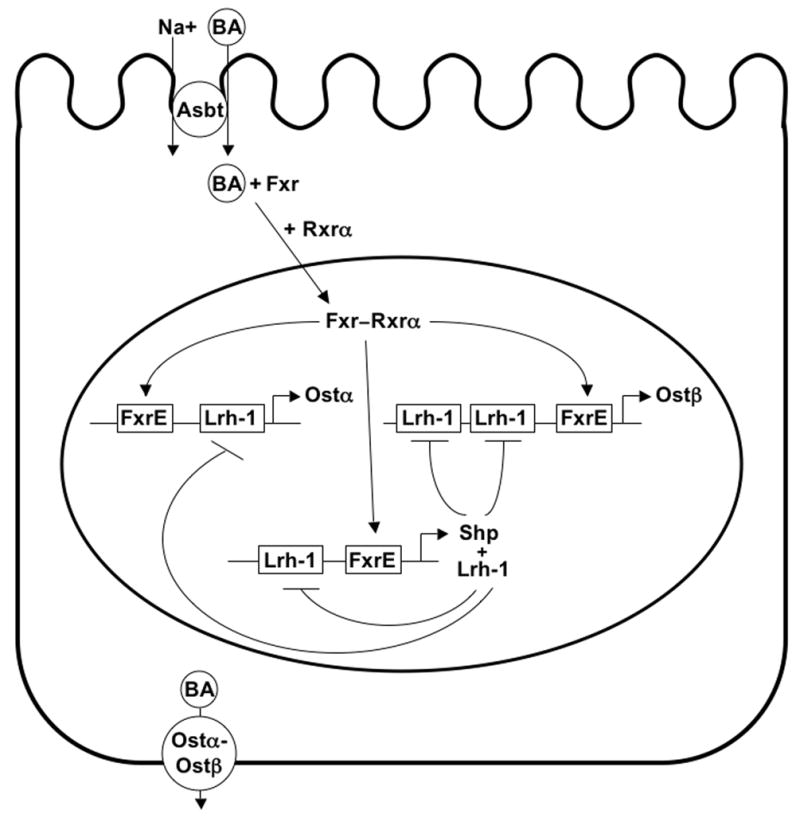 Na+ BA
Asbt
BA + Fxr
+ Rxrα
Fxr–Rxrα
FxrE Lrh-1 Ostα
Lrh-1 Lrh-1 FxrE Ostβ
Lrh-1 FxrE Shp
+
Lrh-1
BA
Ostα-
Ostβ